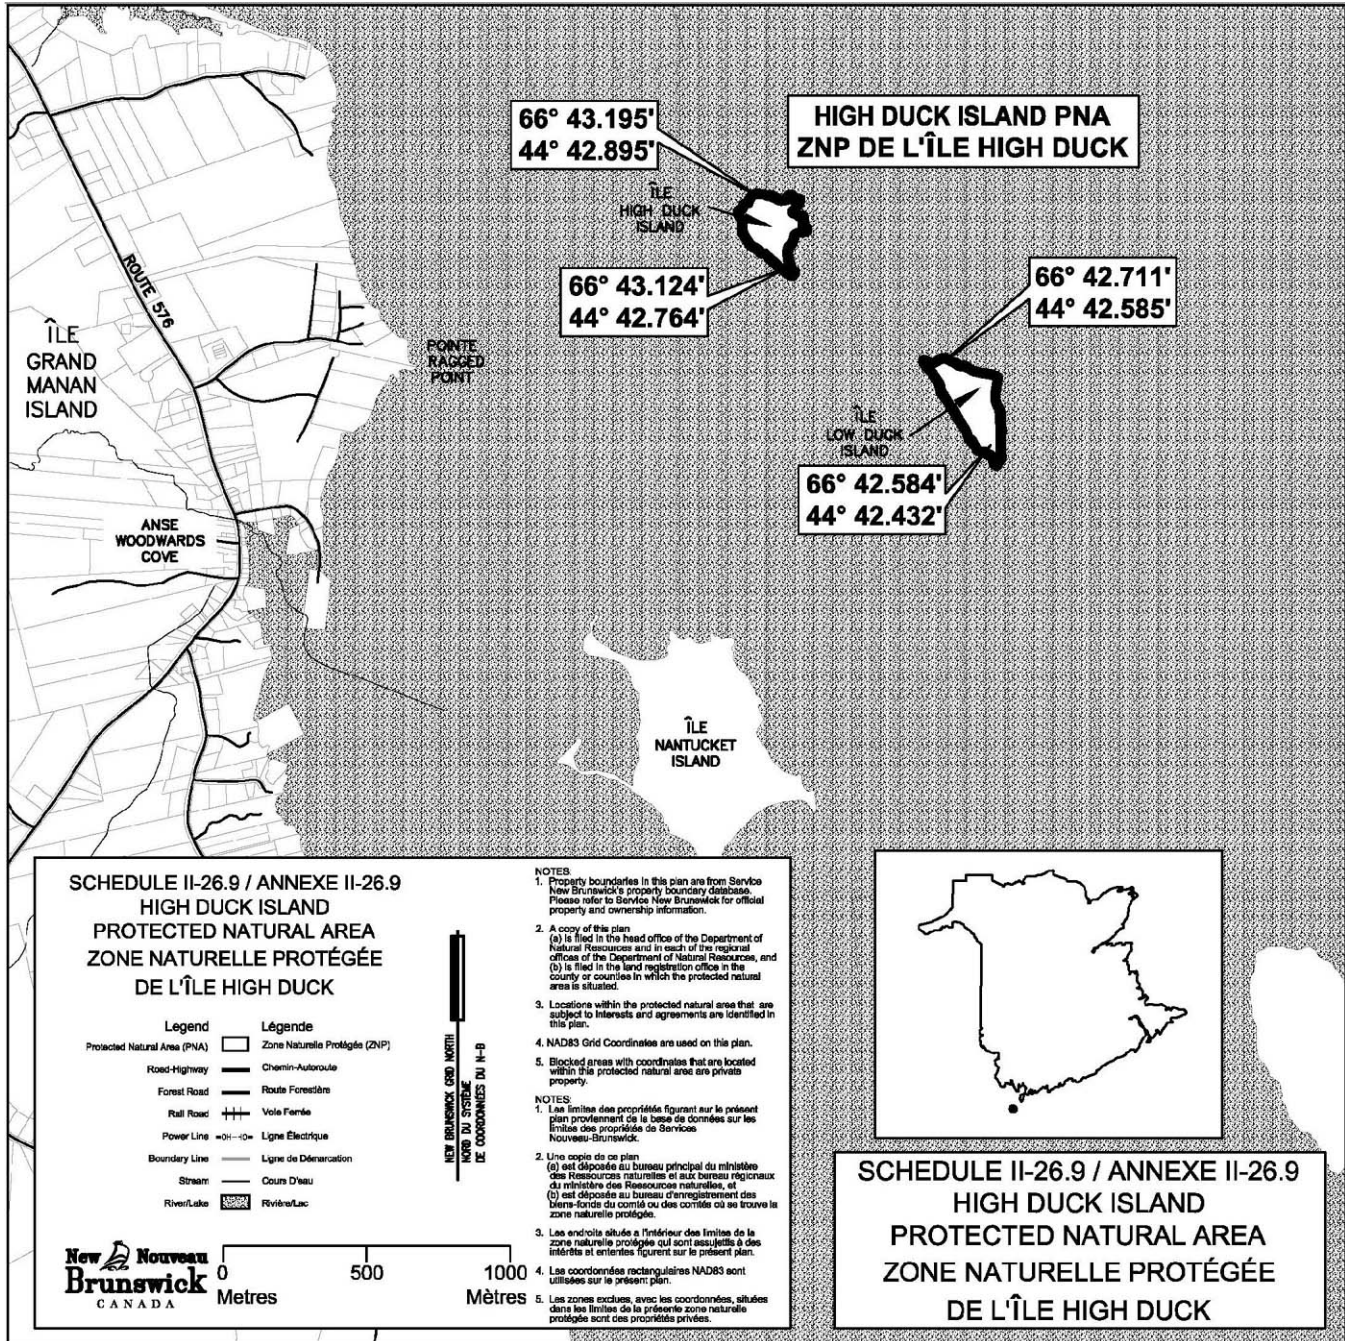 66° 43.195'
44° 42.895'
HIGH DUCK ISLAND PNA
ZNP DE L'ÎLE HIGH DUCK
ÎLE
HIGH DUCK
ISLAND
66° 43.124'
44° 42.764'
66° 42.711'
44° 42.585'
ROUTE 576
ÎLE
GRAND
MANAN
ISLAND
POINTE
RAGGED
POINT
ÎLE
LOW DUCK
ISLAND
66° 42.584'
44° 42.432'
ANSE
WOODWARDS
COVE
ÎLE
NANTUCKET
ISLAND
SCHEDULE II-26.9 / ANNEXE II-26.9
HIGH DUCK ISLAND
PROTECTED NATURAL AREA
ZONE NATURELLE PROTÉGÉE
DE L'ÎLE HIGH DUCK
Legend Légende
Protected Natural Area (PNA) Zone Naturelle Protégée (ZNP)
Road-Highway Chemin-Autoroute
Forest Road Route Forestière
Rail Road Voie Ferrée
Power Line Ligne Électrique
Boundary Line Ligne de Démarcation
Stream Cours D'eau
River/Lake Rivière/Lac
NEW BRUNSWICK GRID NORTH
NORD DU SYSTÈME
DE COORDONNÉES DU N-B
New Nouveau
Brunswick
CANADA
0 500 1000
Metres Mètres
NOTES:
1. Property boundaries in this plan are from Service
New Brunswick's property boundary database.
Please refer to Service New Brunswick for official
property and ownership information.
2. A copy of this plan
(a) is filed in the head office of the Department of
Natural Resources and in each of the regional
offices of the Department of Natural Resources, and
(b) is filed in the land registration office in the
county or counties in which the protected natural
area is situated.
3. Locations within the protected natural area that are
subject to interests and agreements are identified in
this plan.
4. NAD83 Grid Coordinates are used on this plan.
5. Blocked areas with coordinates that are located
within this protected natural area are private
property.
NOTES:
1. Les limites des propriétés figurant sur le présent
plan proviennent de la base de données sur les
limites des propriétés de Services
Nouveau-Brunswick.
2. Une copie de ce plan
(a) est déposée au bureau principal du ministère
des Ressources naturelles et aux bureau régionaux
du ministère des Ressources naturelles, et
(b) est déposée au bureau d'enregistrement des
biens-fonds du comté ou des comtés où se trouve la
zone naturelle protégée.
3. Les endroits situés a l'intérieur des limites de la
zone naturelle protégée qui sont assujettis à des
intérêts et ententes figurent sur le présent plan.
4. Les coordonnées rectangulaires NAD83 sont
utilisées sur le présent plan.
5. Les zones exclues, avec les coordonnées, situées
dans les limites de la présente zone naturelle
protégée sont des propriétés privées.
SCHEDULE II-26.9 / ANNEXE II-26.9
HIGH DUCK ISLAND
PROTECTED NATURAL AREA
ZONE NATURELLE PROTÉGÉE
DE L'ÎLE HIGH DUCK